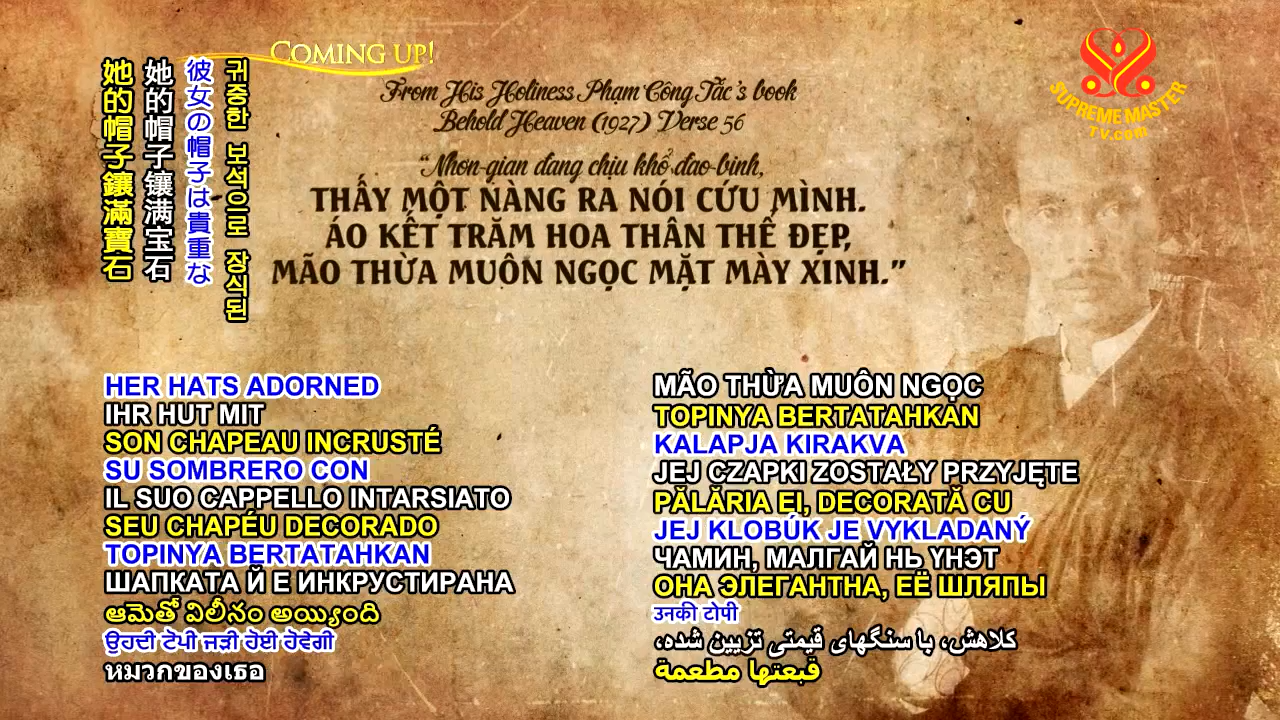 COMING UP!
SUPREME MASTER
TV.com
From His Holiness Phạm Công Tắc's book
Behold Heaven (1927) Verse 56
“Nhơn-gian đang chịu khổ đao-binh,
THẤY MỘT NÀNG RA NÓI CỨU MÌNH.
ÁO KẾT TRĂM HOA THÂN THỂ ĐẸP,
MÃO THỪA MUÔN NGỌC MẶT MÀY XINH.”
她的帽子鑲滿寶石
她的帽子镶满宝石
彼女の帽子は貴重な
귀중한 보석으로 장식된
HER HATS ADORNED
IHR HUT MIT
SON CHAPEAU INCRUSTÉ
SU SOMBRERO CON
IL SUO CAPPELLO INTARSIATO
SEU CHAPÉU DECORADO
TOPINYA BERTATAHKAN
ШАПКАТА Й Е ИНКРУСТИРАНА
ఆమెతో విలీనం అయ్యింది
ਉਹਦੀ ਟੋਪੀ ਜੜੀ ਹੋਈ ਹੋਵੇਗੀ
หมวกของเธอ
MÃO THỪA MUÔN NGỌC
TOPINYA BERTATAHKAN
KALAPJA KIRAKVA
JEJ CZAPKI ZOSTAŁY PRZYJĘTE
PĂLĂRIA EI, DECORATĂ CU
JEJ KLOBÚK JE VYKLADANÝ
ЧАМИН, МАЛГАЙ НЬ ҮНЭТ
ОНА ЭЛЕГАНТНА, ЕЁ ШЛЯПЫ
उनकी टोपी
کلاهش، با سنگهای قیمتی تزیین شده،
قبعتها مطعمة